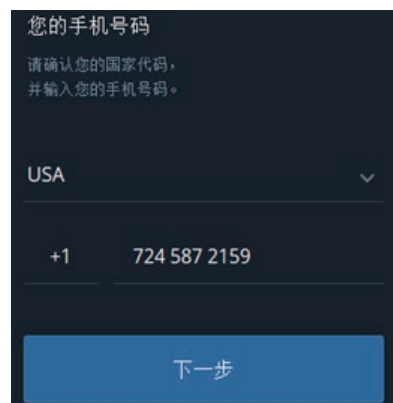 您的手机号码
请确认您的国家代码，
并输入您的手机号码。
USA
+1 724 587 2159
下一步